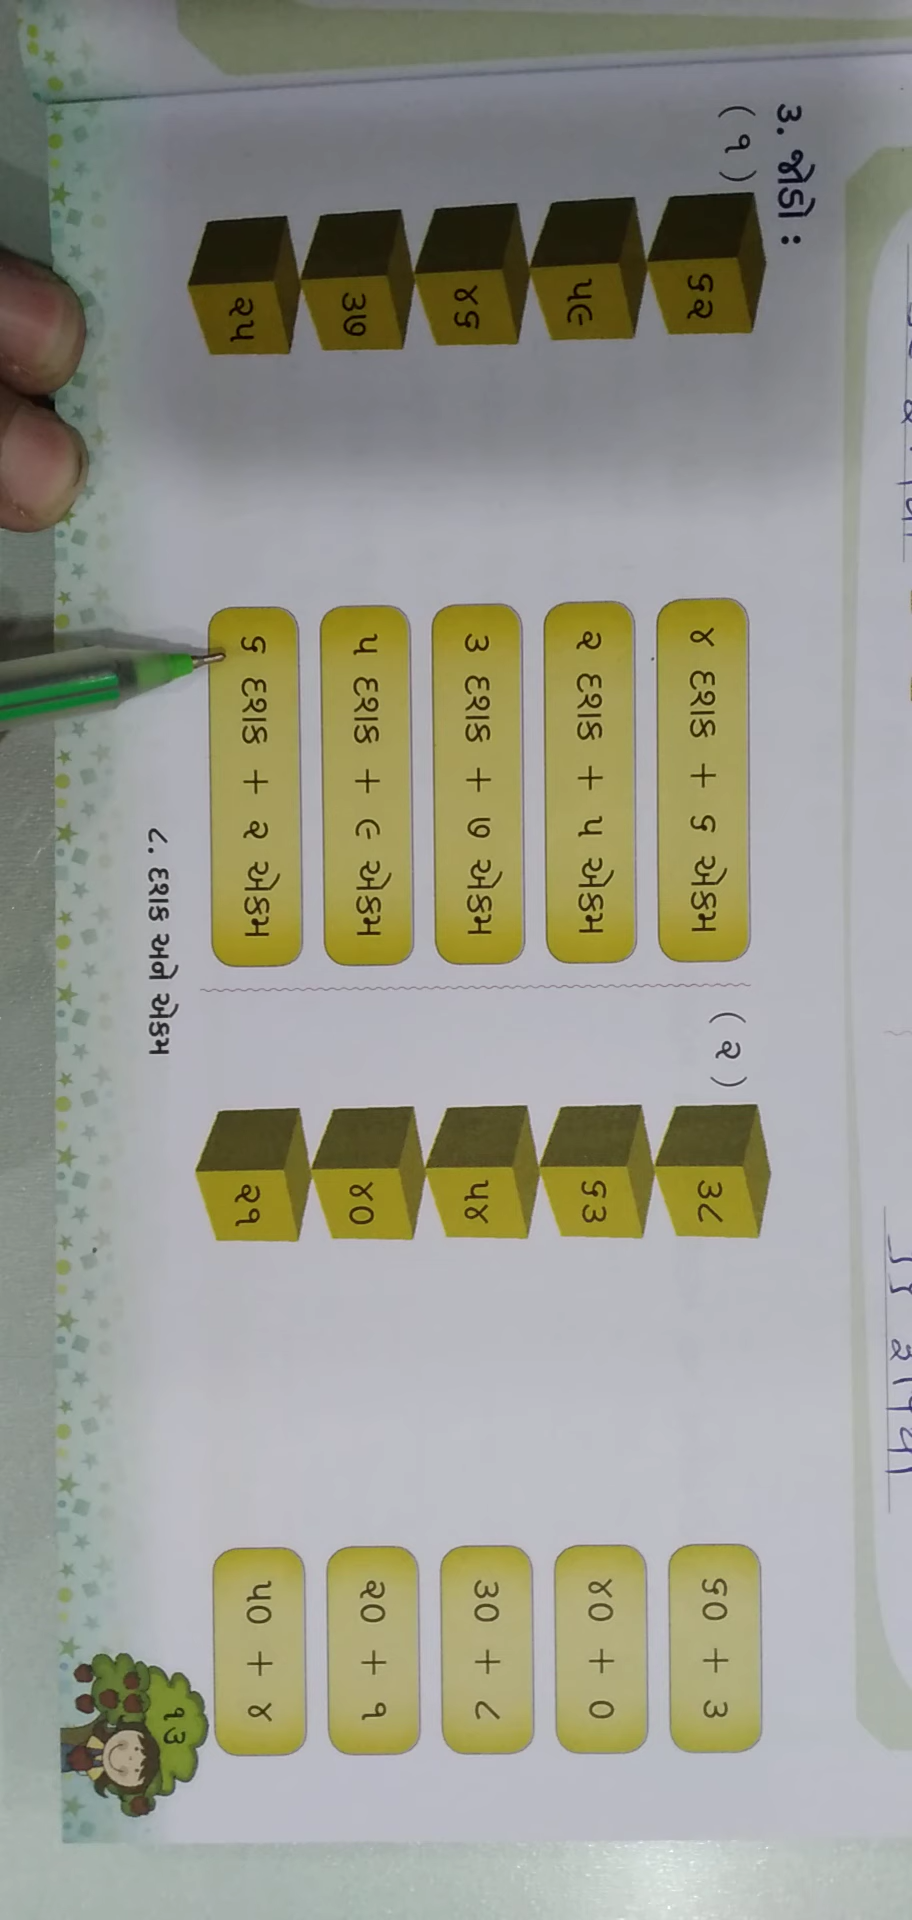 ૩. જોડો :
(૧)
૬૨
૫૯
૪૬
૩૭
૨૫
૪ દશક + ૬ એકમ
૨ દશક + ૫ એકમ
૩ દશક + ૭ એકમ
૫ દશક + ૯ એકમ
૬ દશક + ૨ એકમ
(૨)
૩૮
૬૩
૫૪
૪૦
૨૧
૬૦ + ૩
૪૦ + ૦
૩૦ + ૮
૨૦ + ૧
૫૦ + ૪
૮. દશક અને એકમ
૧૩